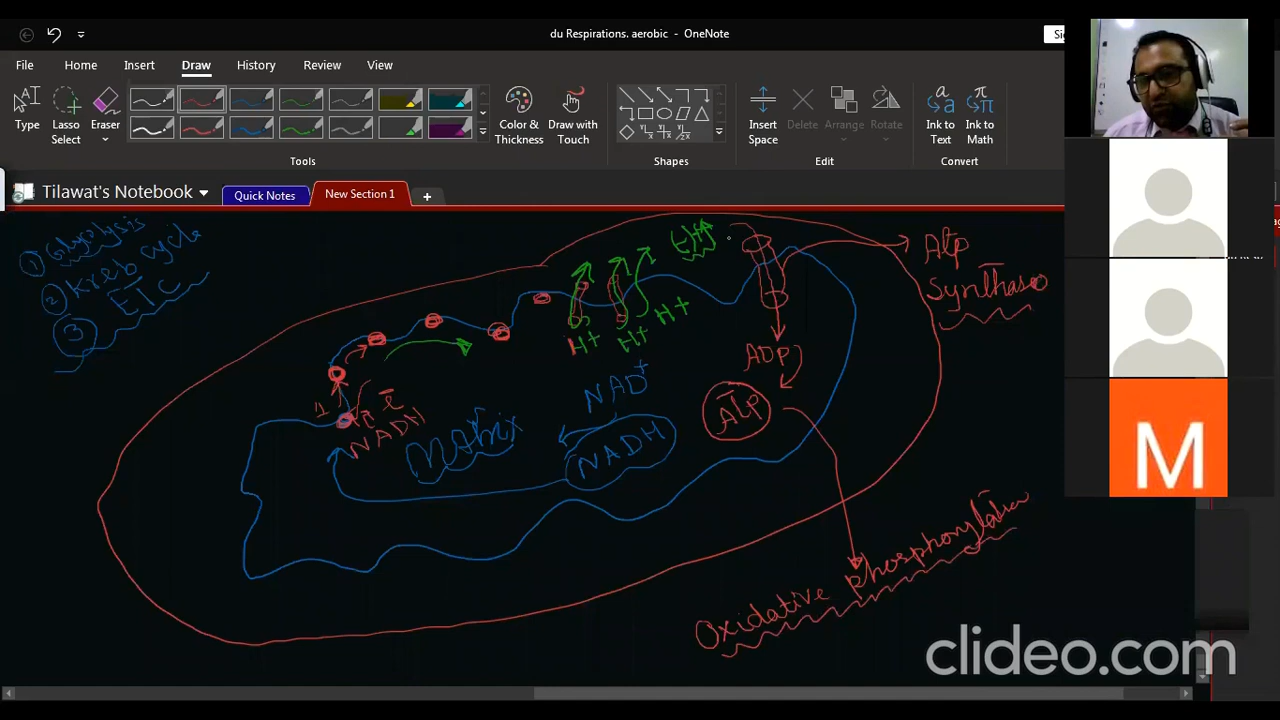 du Respirations. aerobic - OneNote
File
Home
Insert
Draw
History
Review
View
Type
Lasso
Select
Eraser
Color &
Thickness
Draw with
Touch
Insert
Space
Delete
Arrange
Rotate
Ink to
Text
Ink to
Math
Tools
Shapes
Edit
Convert
Tilawat's Notebook
Quick Notes
New Section 1
+
① Glycolysis
② Kreb cycle
③ ETC
H+
H+
H+
Atp
Synthase
NADH
Matrix
NAD+
NADH
ADP
Atp
Oxidative phosphorylation
M
clideo.com